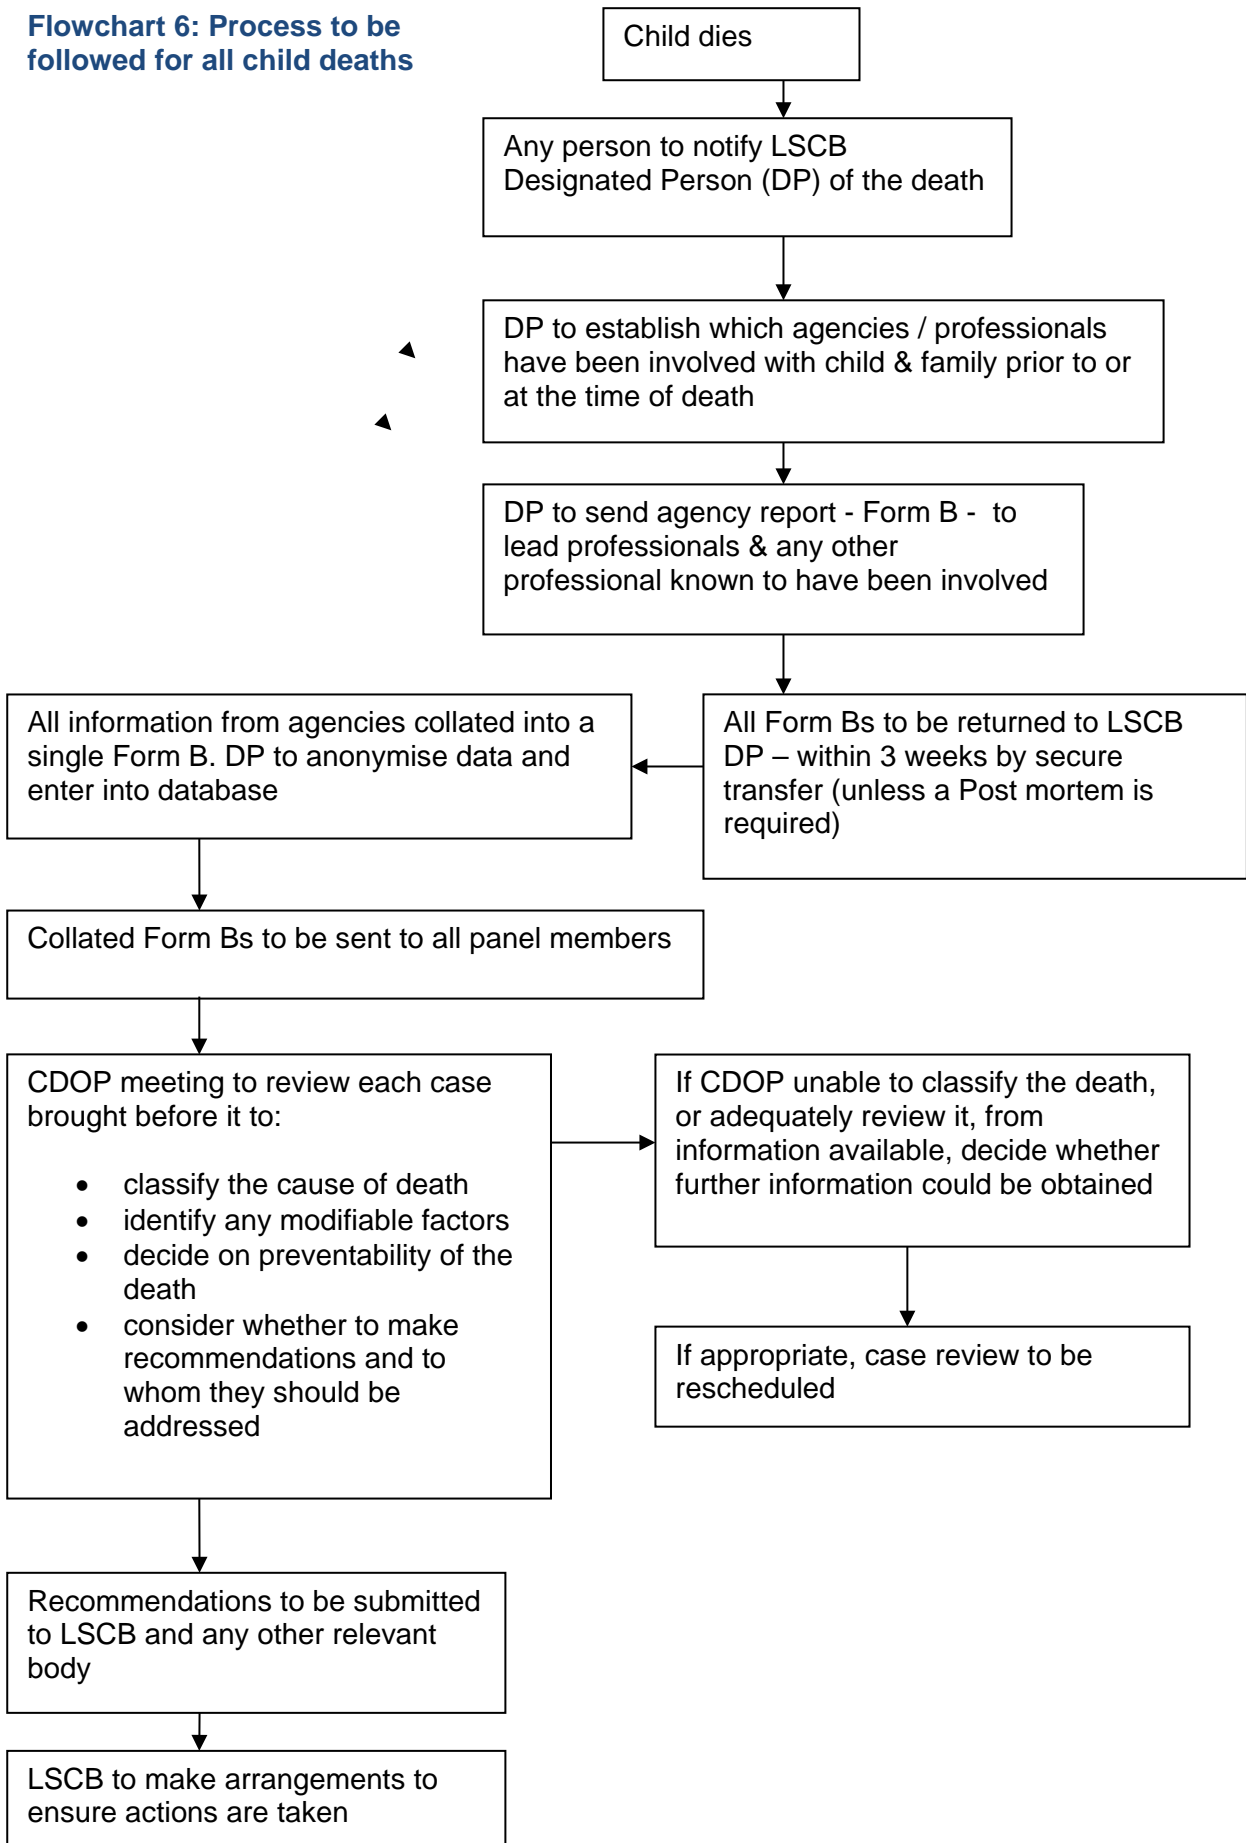 Flowchart 6: Process to be
followed for all child deaths
Child dies
Any person to notify LSCB
Designated Person (DP) of the death
DP to establish which agencies / professionals
have been involved with child & family prior to or
at the time of death
DP to send agency report - Form B -  to
lead professionals & any other
professional known to have been involved
All Form Bs to be returned to LSCB
DP – within 3 weeks by secure
transfer (unless a Post mortem is
required)
All information from agencies collated into a
single Form B. DP to anonymise data and
enter into database
Collated Form Bs to be sent to all panel members
CDOP meeting to review each case
brought before it to:
• classify the cause of death
• identify any modifiable factors
• decide on preventability of the
death
• consider whether to make
recommendations and to
whom they should be
addressed
If CDOP unable to classify the death,
or adequately review it, from
information available, decide whether
further information could be obtained
If appropriate, case review to be
rescheduled
Recommendations to be submitted
to LSCB and any other relevant
body
LSCB to make arrangements to
ensure actions are taken